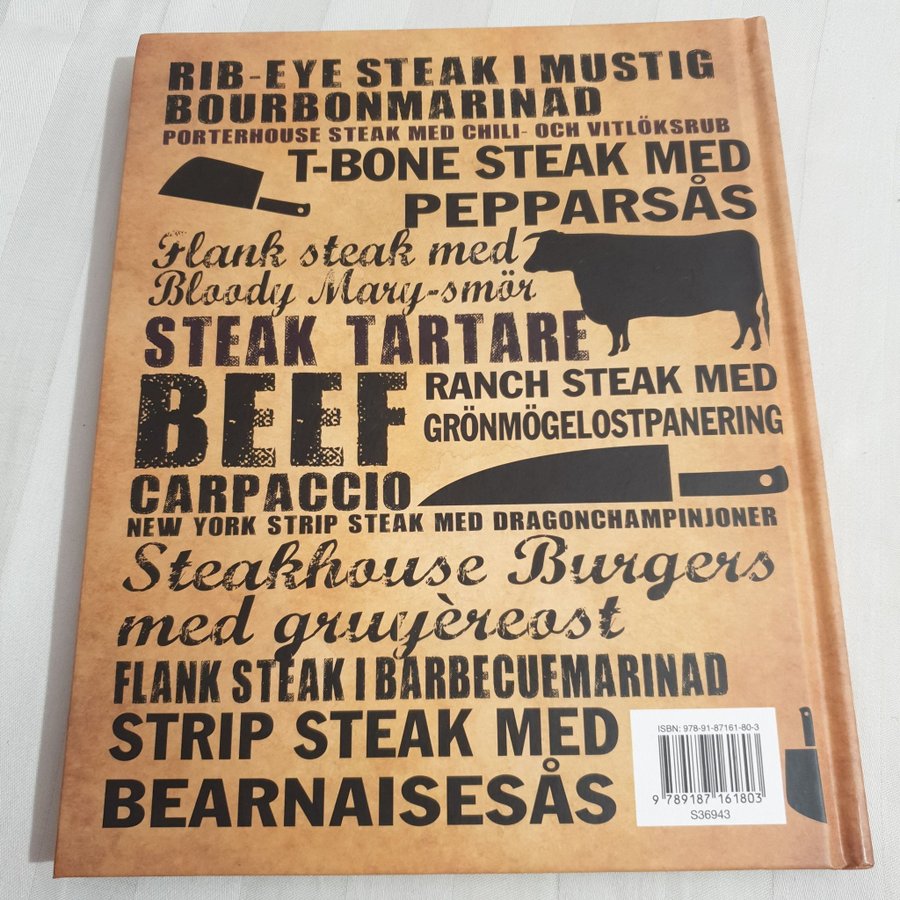 RIB-EYE STEAK I MUSTIG
BOURBONMARINAD
PORTERHOUSE STEAK MED CHILI- OCH VITLÖKSRUB
T-BONE STEAK MED
PEPPARSÅS
Flank steak med
Bloody Mary-smör
STEAK TARTARE
BEEF
CARPACCIO
RANCH STEAK MED
GRÖNMÖGELOSTPANERING
NEW YORK STRIP STEAK MED DRAGONCHAMPINJONER
Steakhouse Burgers
med gruyèreost
FLANK STEAK I BARBECUEMARINAD
STRIP STEAK MED
BEARNAISESÅS
ISBN: 978-91-87161-80-3
9 789187 161803
S36943